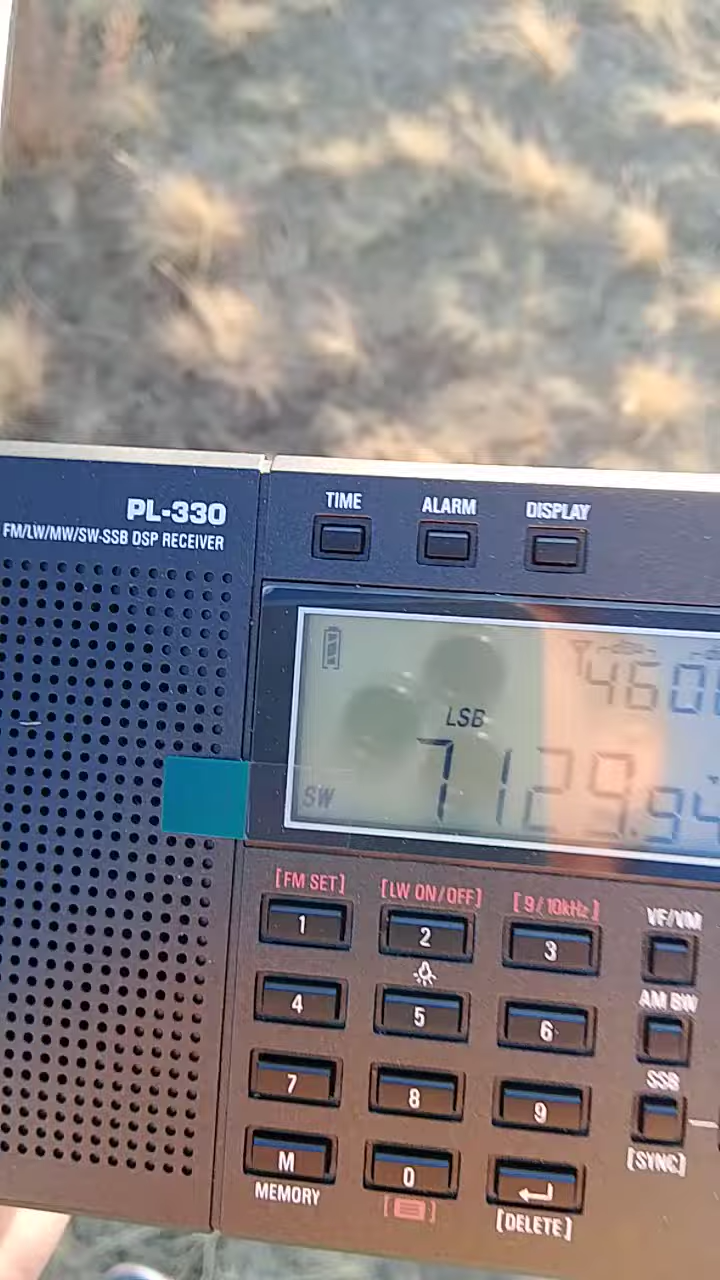 PL-330
FM/LW/MW/SW-SSB DSP RECEIVER
TIME ALARM DISPLAY
LSB
7129.94
SW
[FM SET] [LW ON/OFF] [9/10kHz]
1 2 3
VF/VM
4 5 6
AM BW
7 8 9
SSB
M 0
[SYNC]
MEMORY [DELETE]